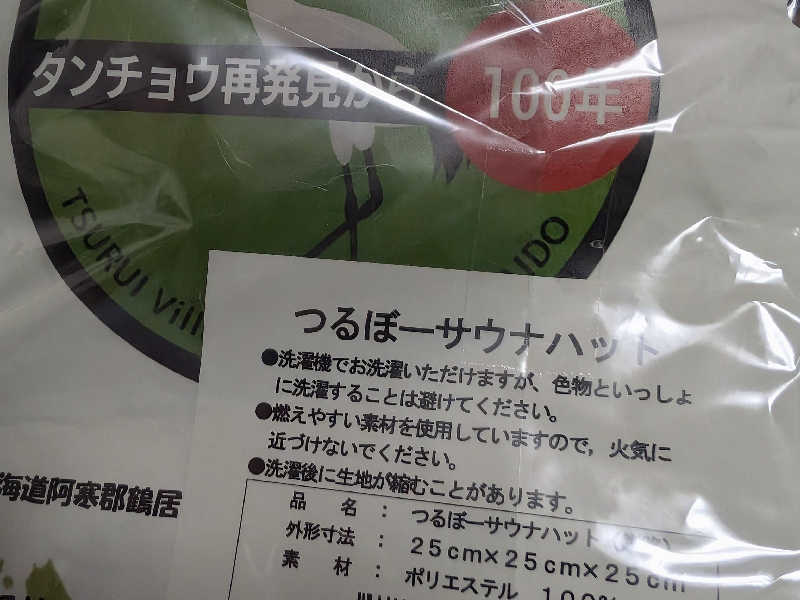 タンチョウ再発見から 100年
TSURUI Vill
IDO
つるぼーサウナハット
●洗濯機でお洗濯いただけますが、色物といっしょ
に洗濯することは避けてください。
●燃えやすい素材を使用していますので，火気に
近づけないでください。
●洗濯後に生地が縮むことがあります。
海道阿寒郡鶴居
品 名 ： つるぼーサウナハット
外形寸法 ： 25cm×25cm×25cm
素 材 ： ポリエステル 100%